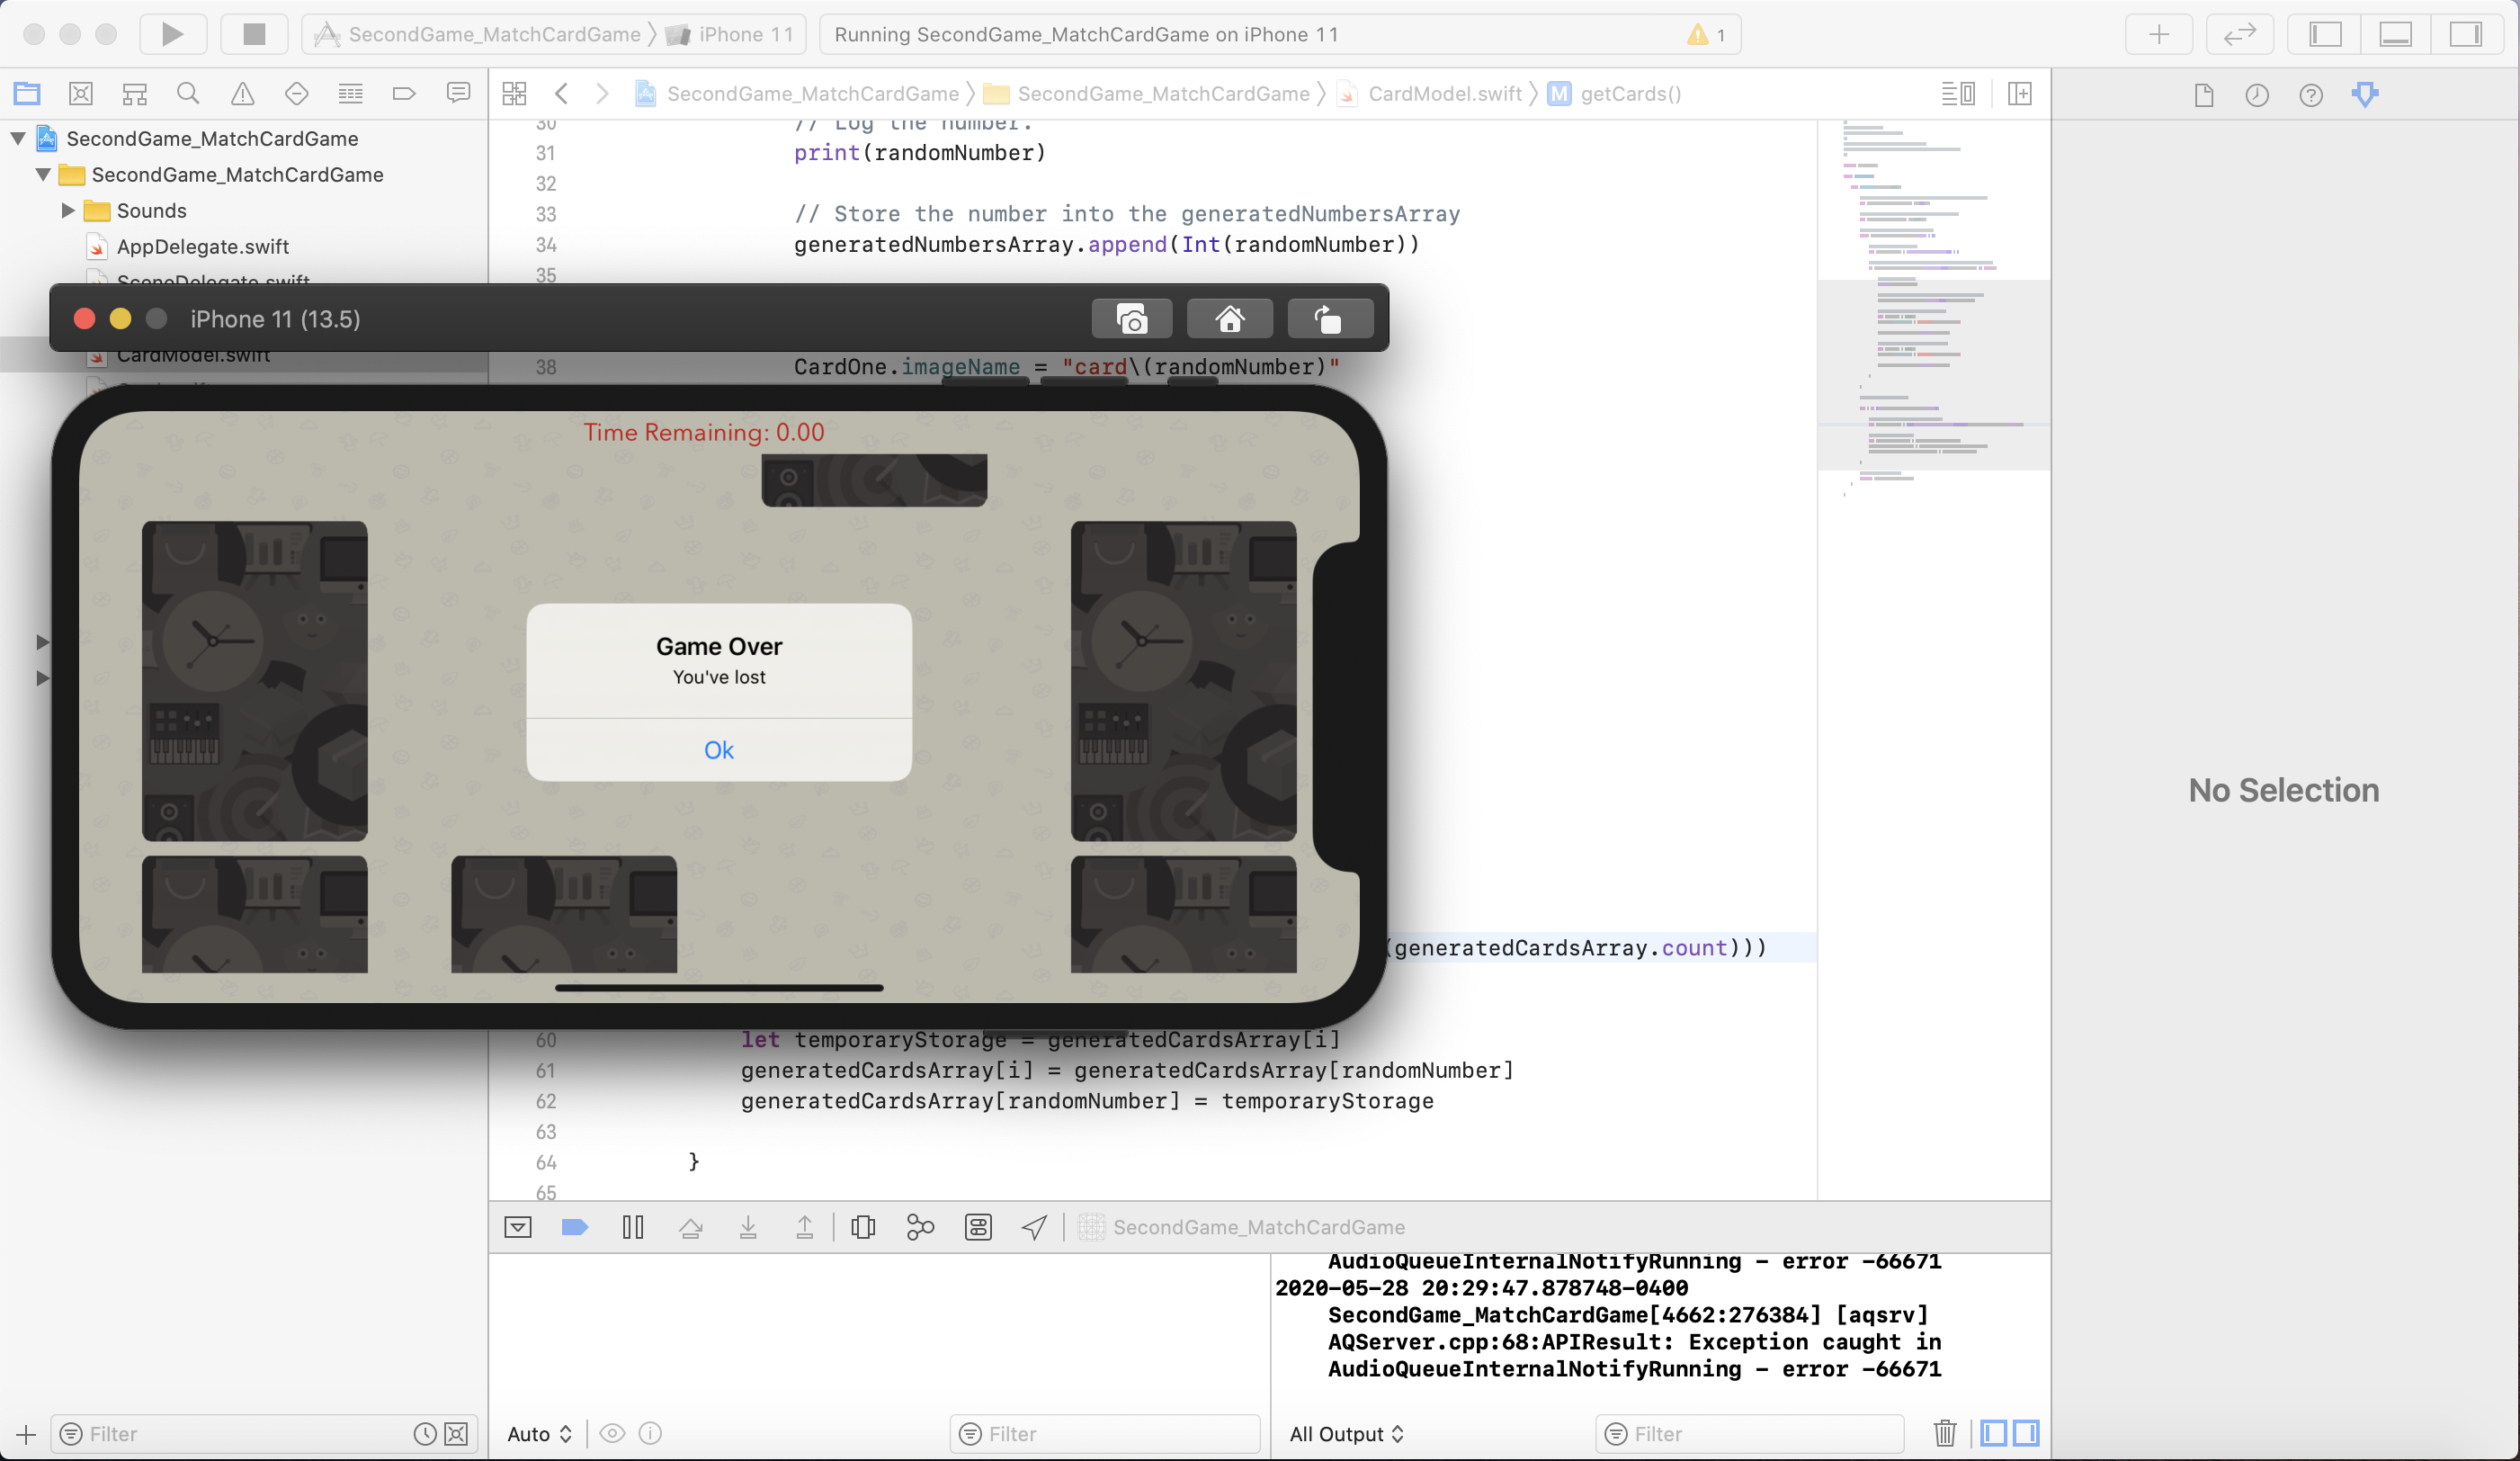 SecondGame_MatchCardGame
iPhone 11
Running SecondGame_MatchCardGame on iPhone 11
1
SecondGame_MatchCardGame
SecondGame_MatchCardGame
CardModel.swift
M
getCards()
SecondGame_MatchCardGame
SecondGame_MatchCardGame
Sounds
AppDelegate.swift
SceneDelegate.swift
CardModel.swift
30 // Log the number.
31 print(randomNumber)
32
33 // Store the number into the generatedNumbersArray
34 generatedNumbersArray.append(Int(randomNumber))
35
iPhone 11 (13.5)
38 CardOne.imageName = "card\(randomNumber)"
Time Remaining: 0.00
Game Over
You've lost
Ok
(generatedCardsArray.count)))
60 let temporaryStorage = generatedCardsArray[i]
61 generatedCardsArray[i] = generatedCardsArray[randomNumber]
62 generatedCardsArray[randomNumber] = temporaryStorage
63
64 }
65
No Selection
SecondGame_MatchCardGame
AudioQueueInternalNotifyRunning - error -66671
2020-05-28 20:29:47.878748-0400
SecondGame_MatchCardGame[4662:276384] [aqsrv]
AQServer.cpp:68:APIResult: Exception caught in
AudioQueueInternalNotifyRunning - error -66671
Filter
Auto
Filter
All Output
Filter